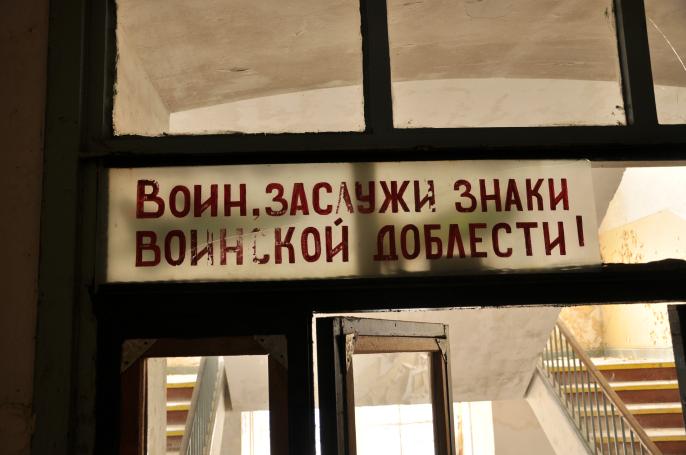 Воин, заслужи знаки
воинской доблести!